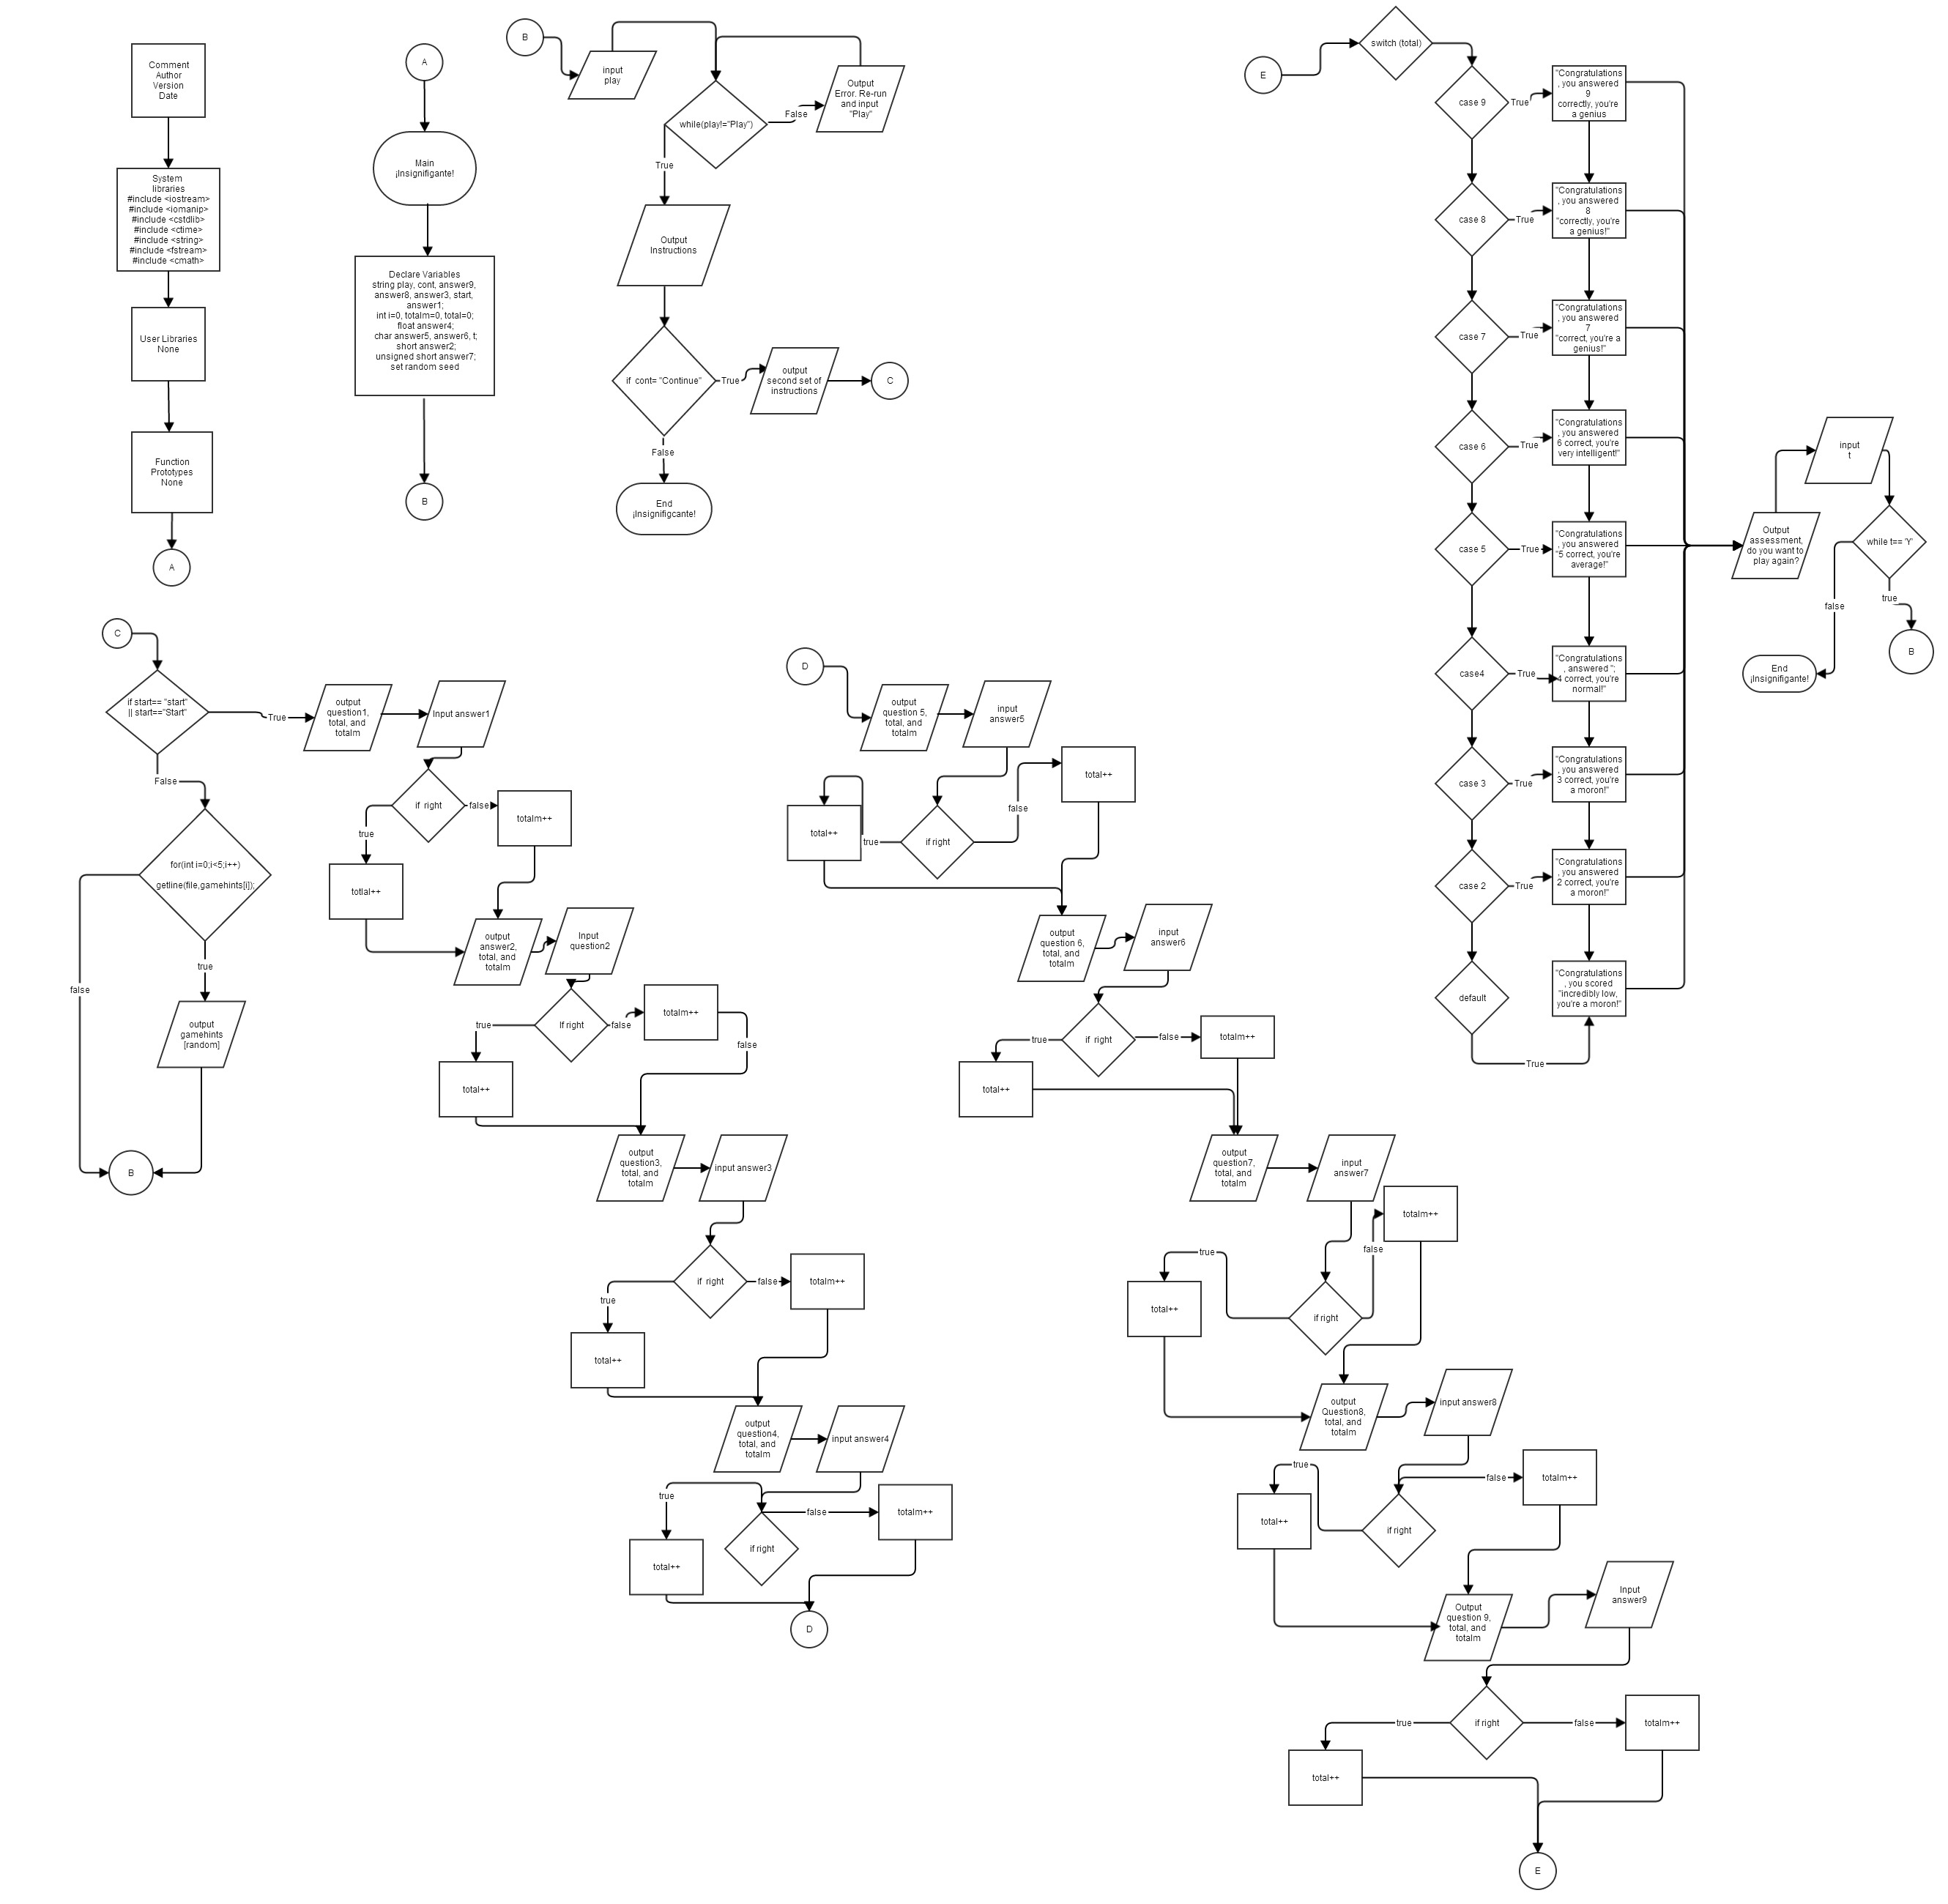 Comment
Author
Version
Date
System
libraries
#include <iostream>
#include <iomanip>
#include <cstdlib>
#include <ctime>
#include <string>
#include <fstream>
#include <cmath>
User Libraries
None
Function
Prototypes
None
A
A
Main
¡Insignifigante!
Declare Variables
string play, cont, answer9,
answer8, answer3, start,
answer1;
int i=0, totalm=0, total=0;
float answer4;
char answer5, answer6, t;
short answer2;
unsigned short answer7;
set random seed
B
B
input
play
while(play!="Play")
False
Output
Error. Re-run
and input
"Play"
True
Output
Instructions
if cont= "Continue"
True
output
second set of
instructions
C
False
End
¡Insignifigcante!
C
if start== "start"
|| start=="Start"
True
False
for(int i=0;i<5;i++)
getline(file,gamehints[i]);
false
true
output
gamehints
[random]
B
output
question1,
total, and
totalm
Input answer1
if right
false
totalm++
true
totlal++
output
answer2,
total, and
totalm
Input
question2
If right
false
totalm++
false
true
total++
output
question3,
total, and
totalm
input answer3
if right
false
totalm++
true
total++
output
question4,
total, and
totalm
input answer4
true
false
totalm++
if right
total++
D
D
output
question 5,
total, and
totalm
input
answer5
total++
false
total++
true
if right
output
question 6,
total, and
totalm
input
answer6
if right
true
false
totalm++
total++
output
question7,
total, and
totalm
input
answer7
totalm++
false
true
total++
if right
output
Question8,
total, and
totalm
input answer8
true
false
totalm++
total++
if right
Output
question 9,
total, and
totalm
Input
answer9
if right
true
false
totalm++
total++
E
E
switch (total)
case 9
True
"Congratulations
, you answered
9
correctly, you're
a genius
case 8
True
"Congratulations
, you answered
8
"correctly, you're
a genius!"
case 7
True
"Congratulations
, you answered
7
"correct, you're a
genius!"
case 6
True
"Congratulations
, you answered
6 correct, you're
very intelligent!"
case 5
True
"Congratulations
, you answered
"5 correct, you're
average!"
case4
True
"Congratulations
, answered ";
4 correct, you're
normal!"
case 3
True
"Congratulations
, you answered
3 correct, you're
a moron!"
case 2
True
"Congratulations
, you answered
2 correct, you're
a moron!"
default
True
"Congratulations
, you scored
"incredibly low,
you're a moron!"
Output
assessment,
do you want to
play again?
input
t
while t== 'Y'
false
true
B
End
¡Insignifigante!